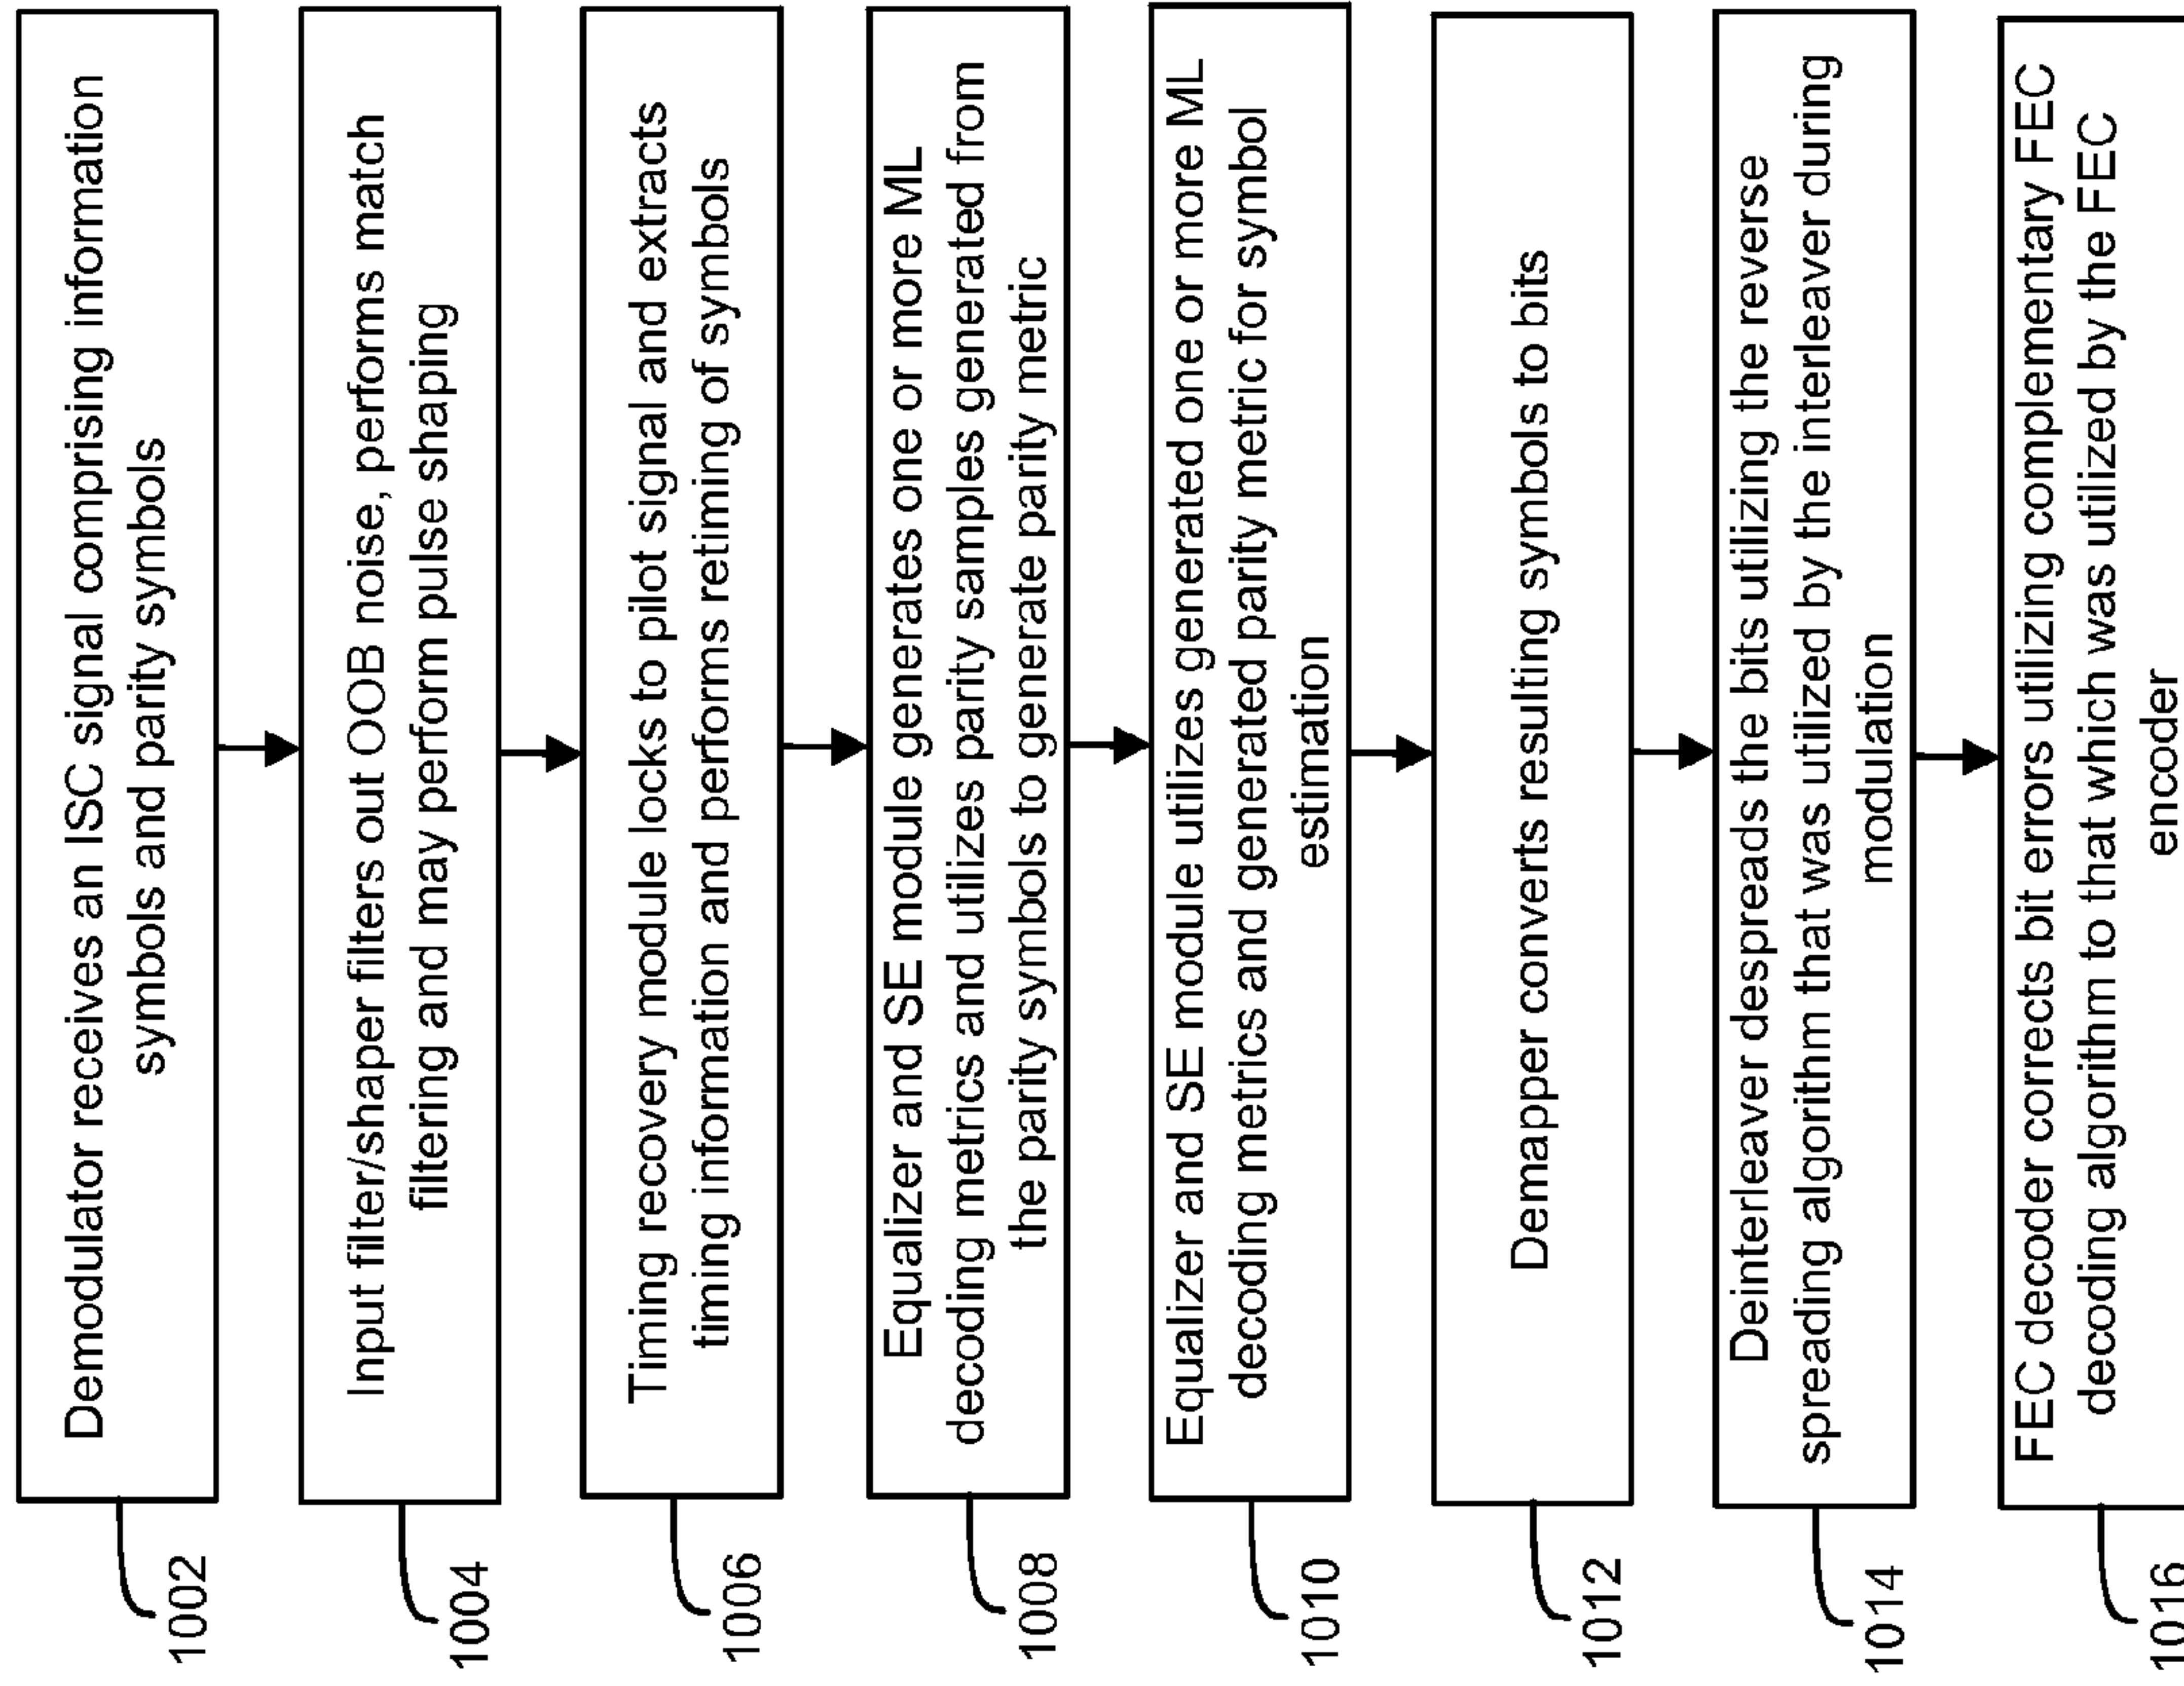 Demodulator receives an ISC signal comprising information
symbols and parity symbols
1002
Input filter/shaper filters out OOB noise, performs match
filtering and may perform pulse shaping
1004
Timing recovery module locks to pilot signal and extracts
timing information and performs retiming of symbols
1006
Equalizer and SE module generates one or more ML
decoding metrics and utilizes parity samples generated from
the parity symbols to generate parity metric
1008
Equalizer and SE module utilizes generated one or more ML
decoding metrics and generated parity metric for symbol
estimation
1010
Demapper converts resulting symbols to bits
1012
Deinterleaver despreads the bits utilizing the reverse
spreading algorithm that was utilized by the interleaver during
modulation
1014
FEC decoder corrects bit errors utilizing complementary FEC
decoding algorithm to that which was utilized by the FEC
encoder
1016